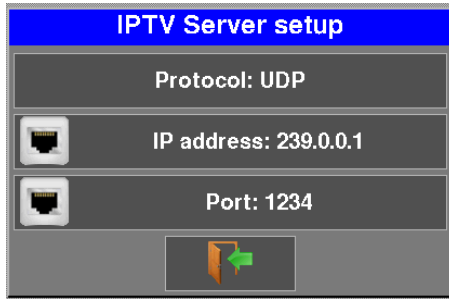 IPTV Server setup
Protocol: UDP
IP address: 239.0.0.1
Port: 1234